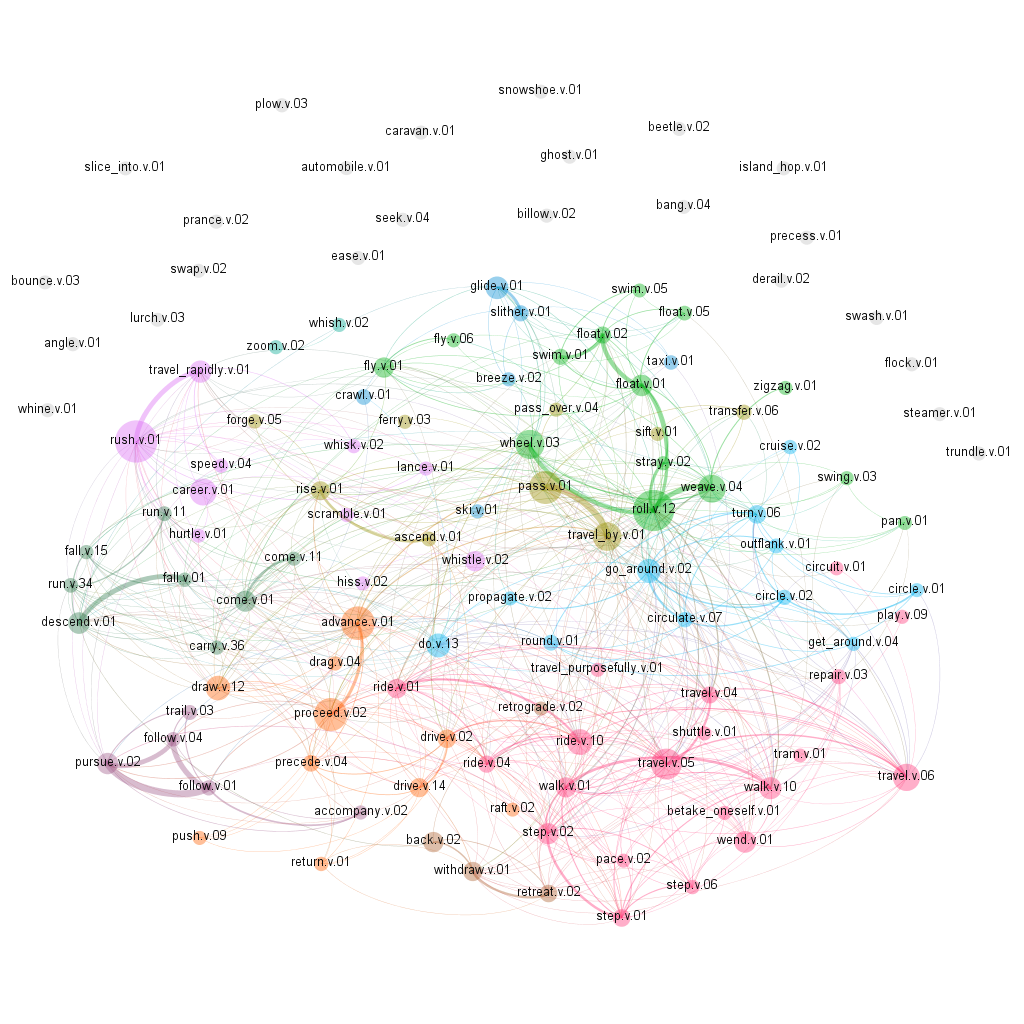 snowshoe.v.01
plow.v.03
caravan.v.01
beetle.v.02
ghost.v.01
slice_into.v.01
automobile.v.01
island_hop.v.01
bang.v.04
billow.v.02
prance.v.02
seek.v.04
precess.v.01
ease.v.01
swap.v.02
bounce.v.03
derail.v.02
glide.v.01
swim.v.05
slither.v.01
float.v.05
lurch.v.03
swash.v.01
whish.v.02
float.v.02
fly.v.06
angle.v.01
zoom.v.02
swim.v.01
taxi.v.01
flock.v.01
travel_rapidly.v.01
fly.v.01
breeze.v.02
float.v.01
zigzag.v.01
crawl.v.01
whine.v.01
pass_over.v.04
transfer.v.06
steamer.v.01
forge.v.05
ferry.v.03
sift.v.01
rush.v.01
whisk.v.02
wheel.v.03
cruise.v.02
trundle.v.01
speed.v.04
lance.v.01
stray.v.02
swing.v.03
career.v.01
rise.v.01
pass.v.01
weave.v.04
run.v.11
scramble.v.01
ski.v.01
roll.v.12
turn.v.06
pan.v.01
hurtle.v.01
ascend.v.01
travel_by.v.01
outflank.v.01
fall.v.15
come.v.11
whistle.v.02
go_around.v.02
circuit.v.01
run.v.34
fall.v.01
hiss.v.02
circle.v.01
come.v.01
propagate.v.02
circle.v.02
descend.v.01
advance.v.01
circulate.v.07
play.v.09
carry.v.36
do.v.13
round.v.01
get_around.v.04
drag.v.04
travel_purposefully.v.01
repair.v.03
draw.v.12
ride.v.01
travel.v.04
trail.v.03
proceed.v.02
retrograde.v.02
follow.v.04
drive.v.02
ride.v.10
shuttle.v.01
pursue.v.02
precede.v.04
ride.v.04
travel.v.05
tram.v.01
travel.v.06
follow.v.01
drive.v.14
walk.v.01
walk.v.10
accompany.v.02
raft.v.02
betake_oneself.v.01
push.v.09
back.v.02
step.v.02
wend.v.01
return.v.01
withdraw.v.01
pace.v.02
retreat.v.02
step.v.06
step.v.01